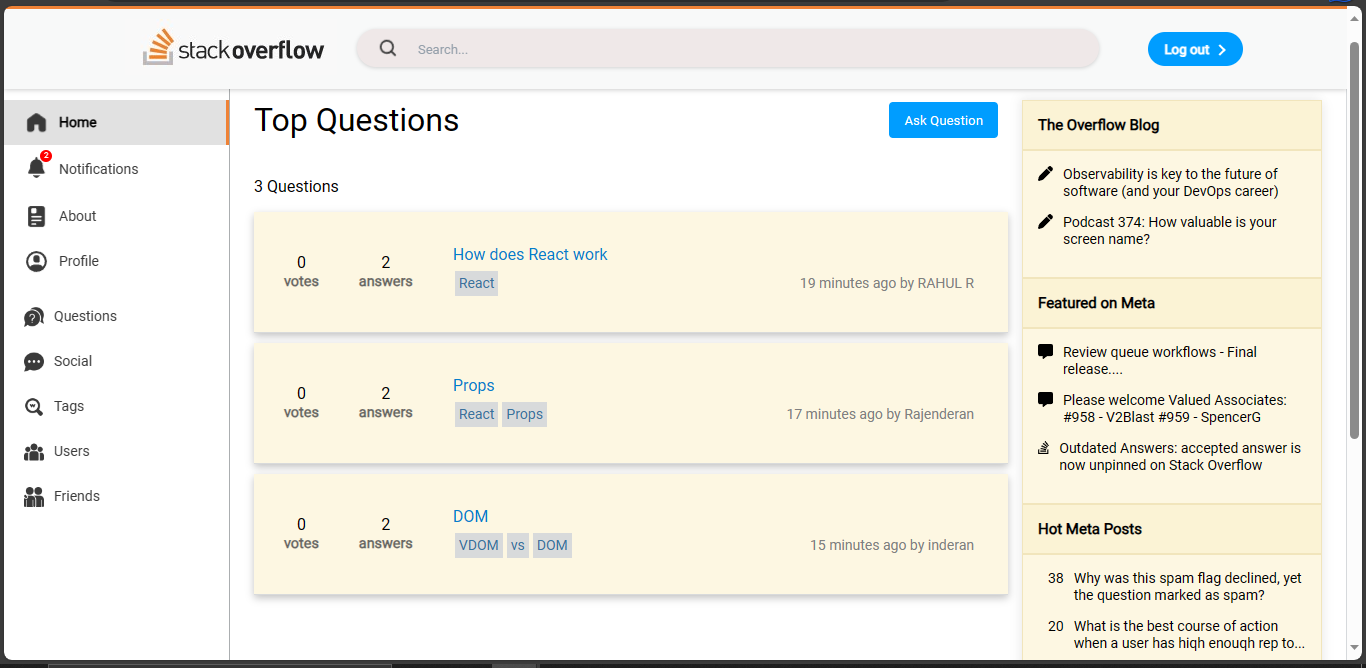 stackoverflow
Search...
Log out
Home
2
Notifications
About
Profile
Questions
Social
Tags
Users
Friends
Top Questions
Ask Question
3 Questions
0
votes
2
answers
How does React work
React
19 minutes ago by RAHUL R
0
votes
2
answers
Props
React Props
17 minutes ago by Rajenderan
0
votes
2
answers
DOM
VDOM vs DOM
15 minutes ago by inderan
The Overflow Blog
Observability is key to the future of
software (and your DevOps career)
Podcast 374: How valuable is your
screen name?
Featured on Meta
Review queue workflows - Final
release....
Please welcome Valued Associates:
#958 - V2Blast #959 - SpencerG
Outdated Answers: accepted answer is
now unpinned on Stack Overflow
Hot Meta Posts
38 Why was this spam flag declined, yet
the question marked as spam?
20 What is the best course of action
when a user has high enough rep to...